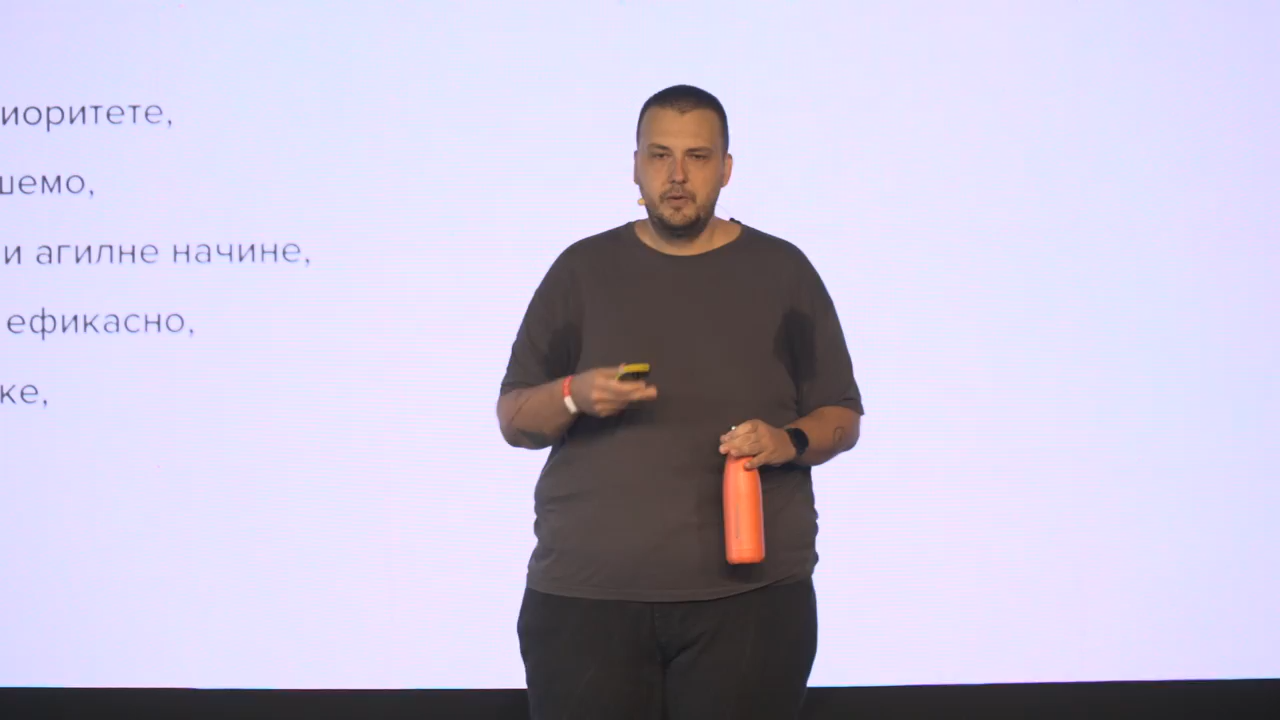 иоритете,
шемо,
и агилне начине,
ефикасно,
ке,